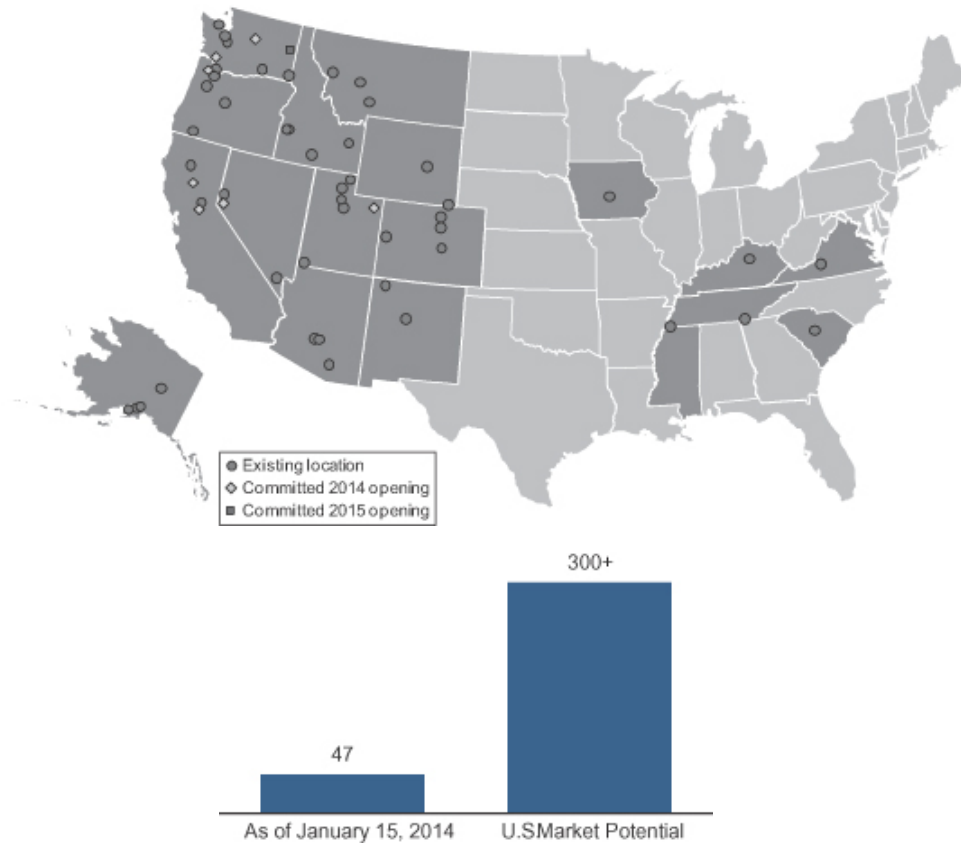 Existing location
Committed 2014 opening
Committed 2015 opening
300+
47
As of January 15, 2014
U.SMarket Potential